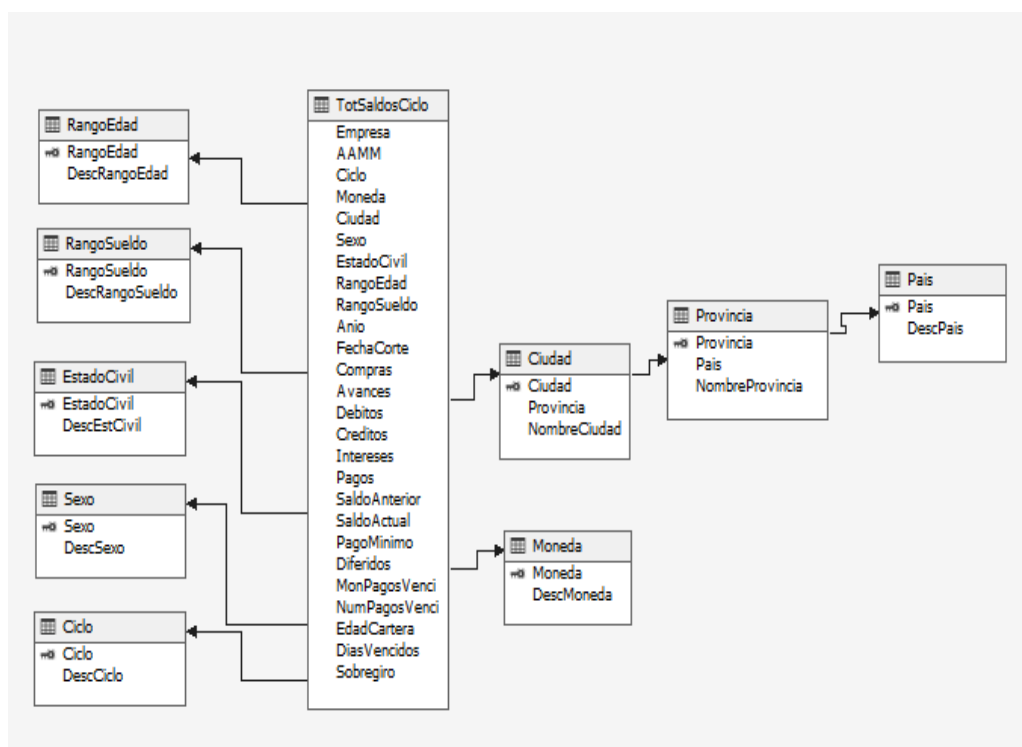 RangoEdad
RangoEdad
DescRangoEdad
RangoSueldo
RangoSueldo
DescRangoSueldo
EstadoCivil
EstadoCivil
DescEstCivil
Sexo
Sexo
DescSexo
Ciclo
Ciclo
DescCiclo
TotSaldosCiclo
Empresa
AAMM
Ciclo
Moneda
Ciudad
Sexo
EstadoCivil
RangoEdad
RangoSueldo
Anio
FechaCorte
Compras
Avances
Debitos
Creditos
Intereses
Pagos
SaldoAnterior
SaldoActual
PagoMinimo
Diferidos
MonPagosVenci
NumPagosVenci
EdadCartera
DiasVencidos
Sobregiro
Ciudad
Ciudad
Provincia
NombreCiudad
Moneda
Moneda
DescMoneda
Provincia
Provincia
Pais
NombreProvincia
Pais
Pais
DescPais